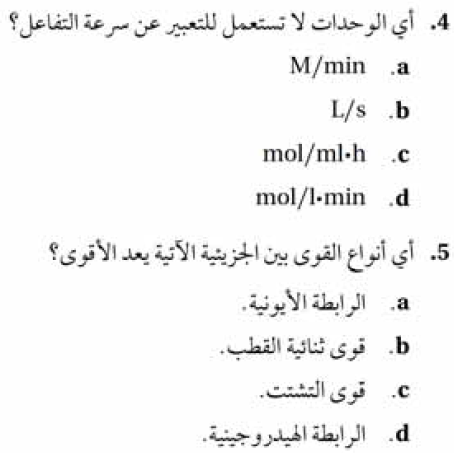 4. أي الوحدات لا تستعمل للتعبير عن سرعة التفاعل؟
a. M/min
b. L/s
c. mol/ml·h
d. mol/l·min
5. أي أنواع القوى بين الجزيئية الآتية يعد الأقوى؟
a. الرابطة الأيونية.
b. قوى ثنائية القطب.
c. قوى التشتت.
d. الرابطة الهيدروجينية.